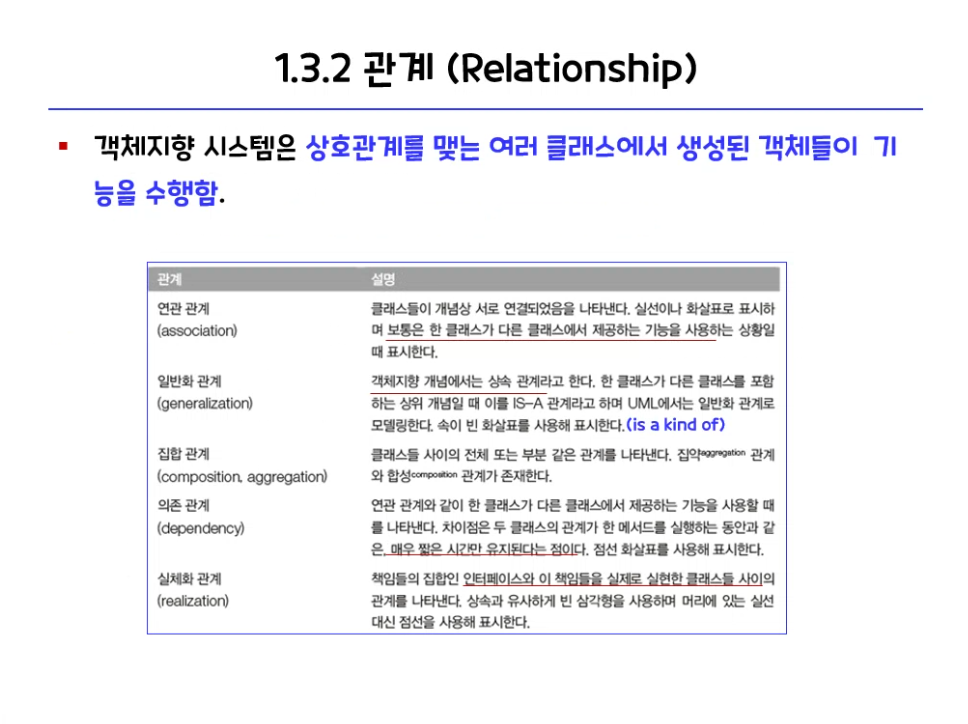 1.3.2 관계 (Relationship)
객체지향 시스템은 상호관계를 맺는 여러 클래스에서 생성된 객체들이 기
능을 수행함.
관계 설명
연관 관계
(association)
클래스들이 개념상 서로 연결되었음을 나타낸다. 실선이나 화살표로 표시하
며 보통은 한 클래스가 다른 클래스에서 제공하는 기능을 사용하는 상황일
때 표시한다.
일반화 관계
(generalization)
객체지향 개념에서는 상속 관계라고 한다. 한 클래스가 다른 클래스를 포함
하는 상위 개념일 때 이를 IS-A 관계라고 하며 UML에서는 일반화 관계로
모델링한다. 속이 빈 화살표를 사용해 표시한다.(is a kind of)
집합 관계
(composition, aggregation)
클래스들 사이의 전체 또는 부분 같은 관계를 나타낸다. 집약aggregation 관계
와 합성composition 관계가 존재한다.
의존 관계
(dependency)
연관 관계와 같이 한 클래스가 다른 클래스에서 제공하는 기능을 사용할 때
를 나타낸다. 차이점은 두 클래스의 관계가 한 메서드를 실행하는 동안과 같
은, 매우 짧은 시간만 유지된다는 점이다. 점선 화살표를 사용해 표시한다.
실체화 관계
(realization)
책임들의 집합인 인터페이스와 이 책임들을 실제로 실현한 클래스들 사이의
관계를 나타낸다. 상속과 유사하게 빈 삼각형을 사용하며 머리에 있는 실선
대신 점선을 사용해 표시한다.